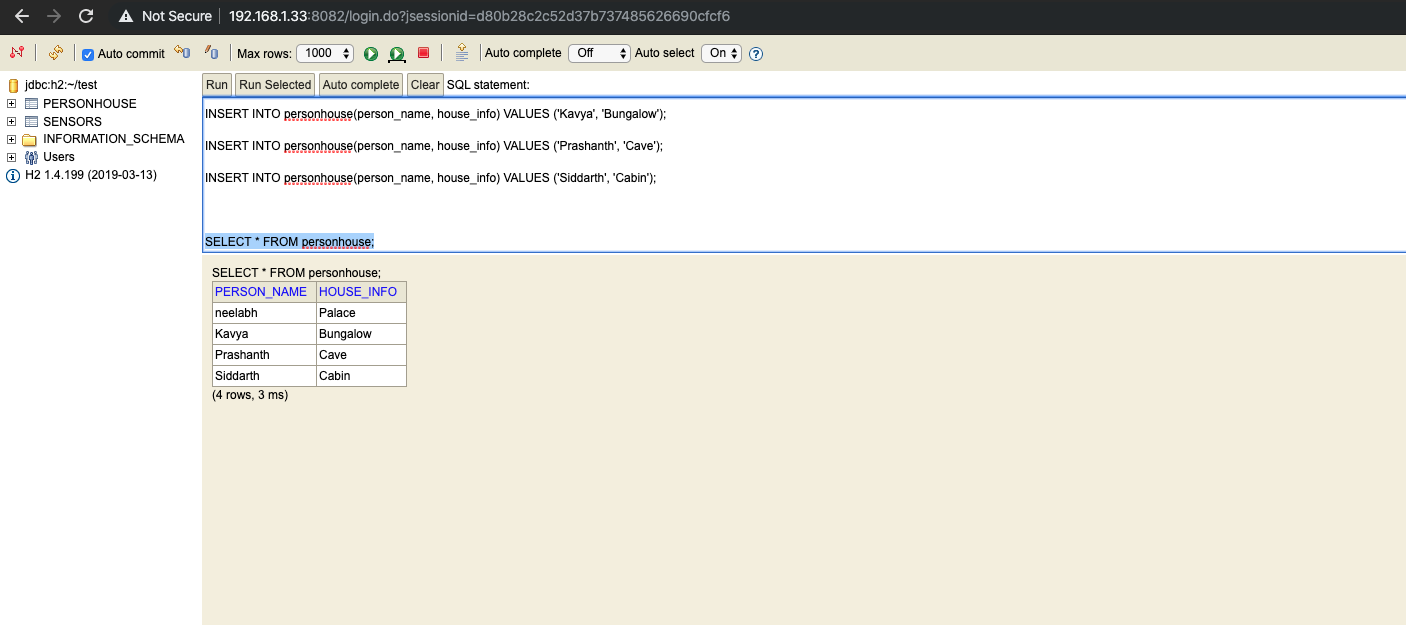 Not Secure 192.168.1.33:8082/login.do?jsessionid=d80b28c2c52d37b737485626690cfcf6
Auto commit Max rows: 1000 Auto complete Off Auto select On ?
jdbc:h2:~/test
PERSONHOUSE
SENSORS
INFORMATION_SCHEMA
Users
H2 1.4.199 (2019-03-13)
Run Run Selected Auto complete Clear SQL statement:
INSERT INTO personhouse(person_name, house_info) VALUES ('Kavya', 'Bungalow');
INSERT INTO personhouse(person_name, house_info) VALUES ('Prashanth', 'Cave');
INSERT INTO personhouse(person_name, house_info) VALUES ('Siddarth', 'Cabin');
SELECT * FROM personhouse;
SELECT * FROM personhouse;
PERSON_NAME HOUSE_INFO
neelabh Palace
Kavya Bungalow
Prashanth Cave
Siddarth Cabin
(4 rows, 3 ms)